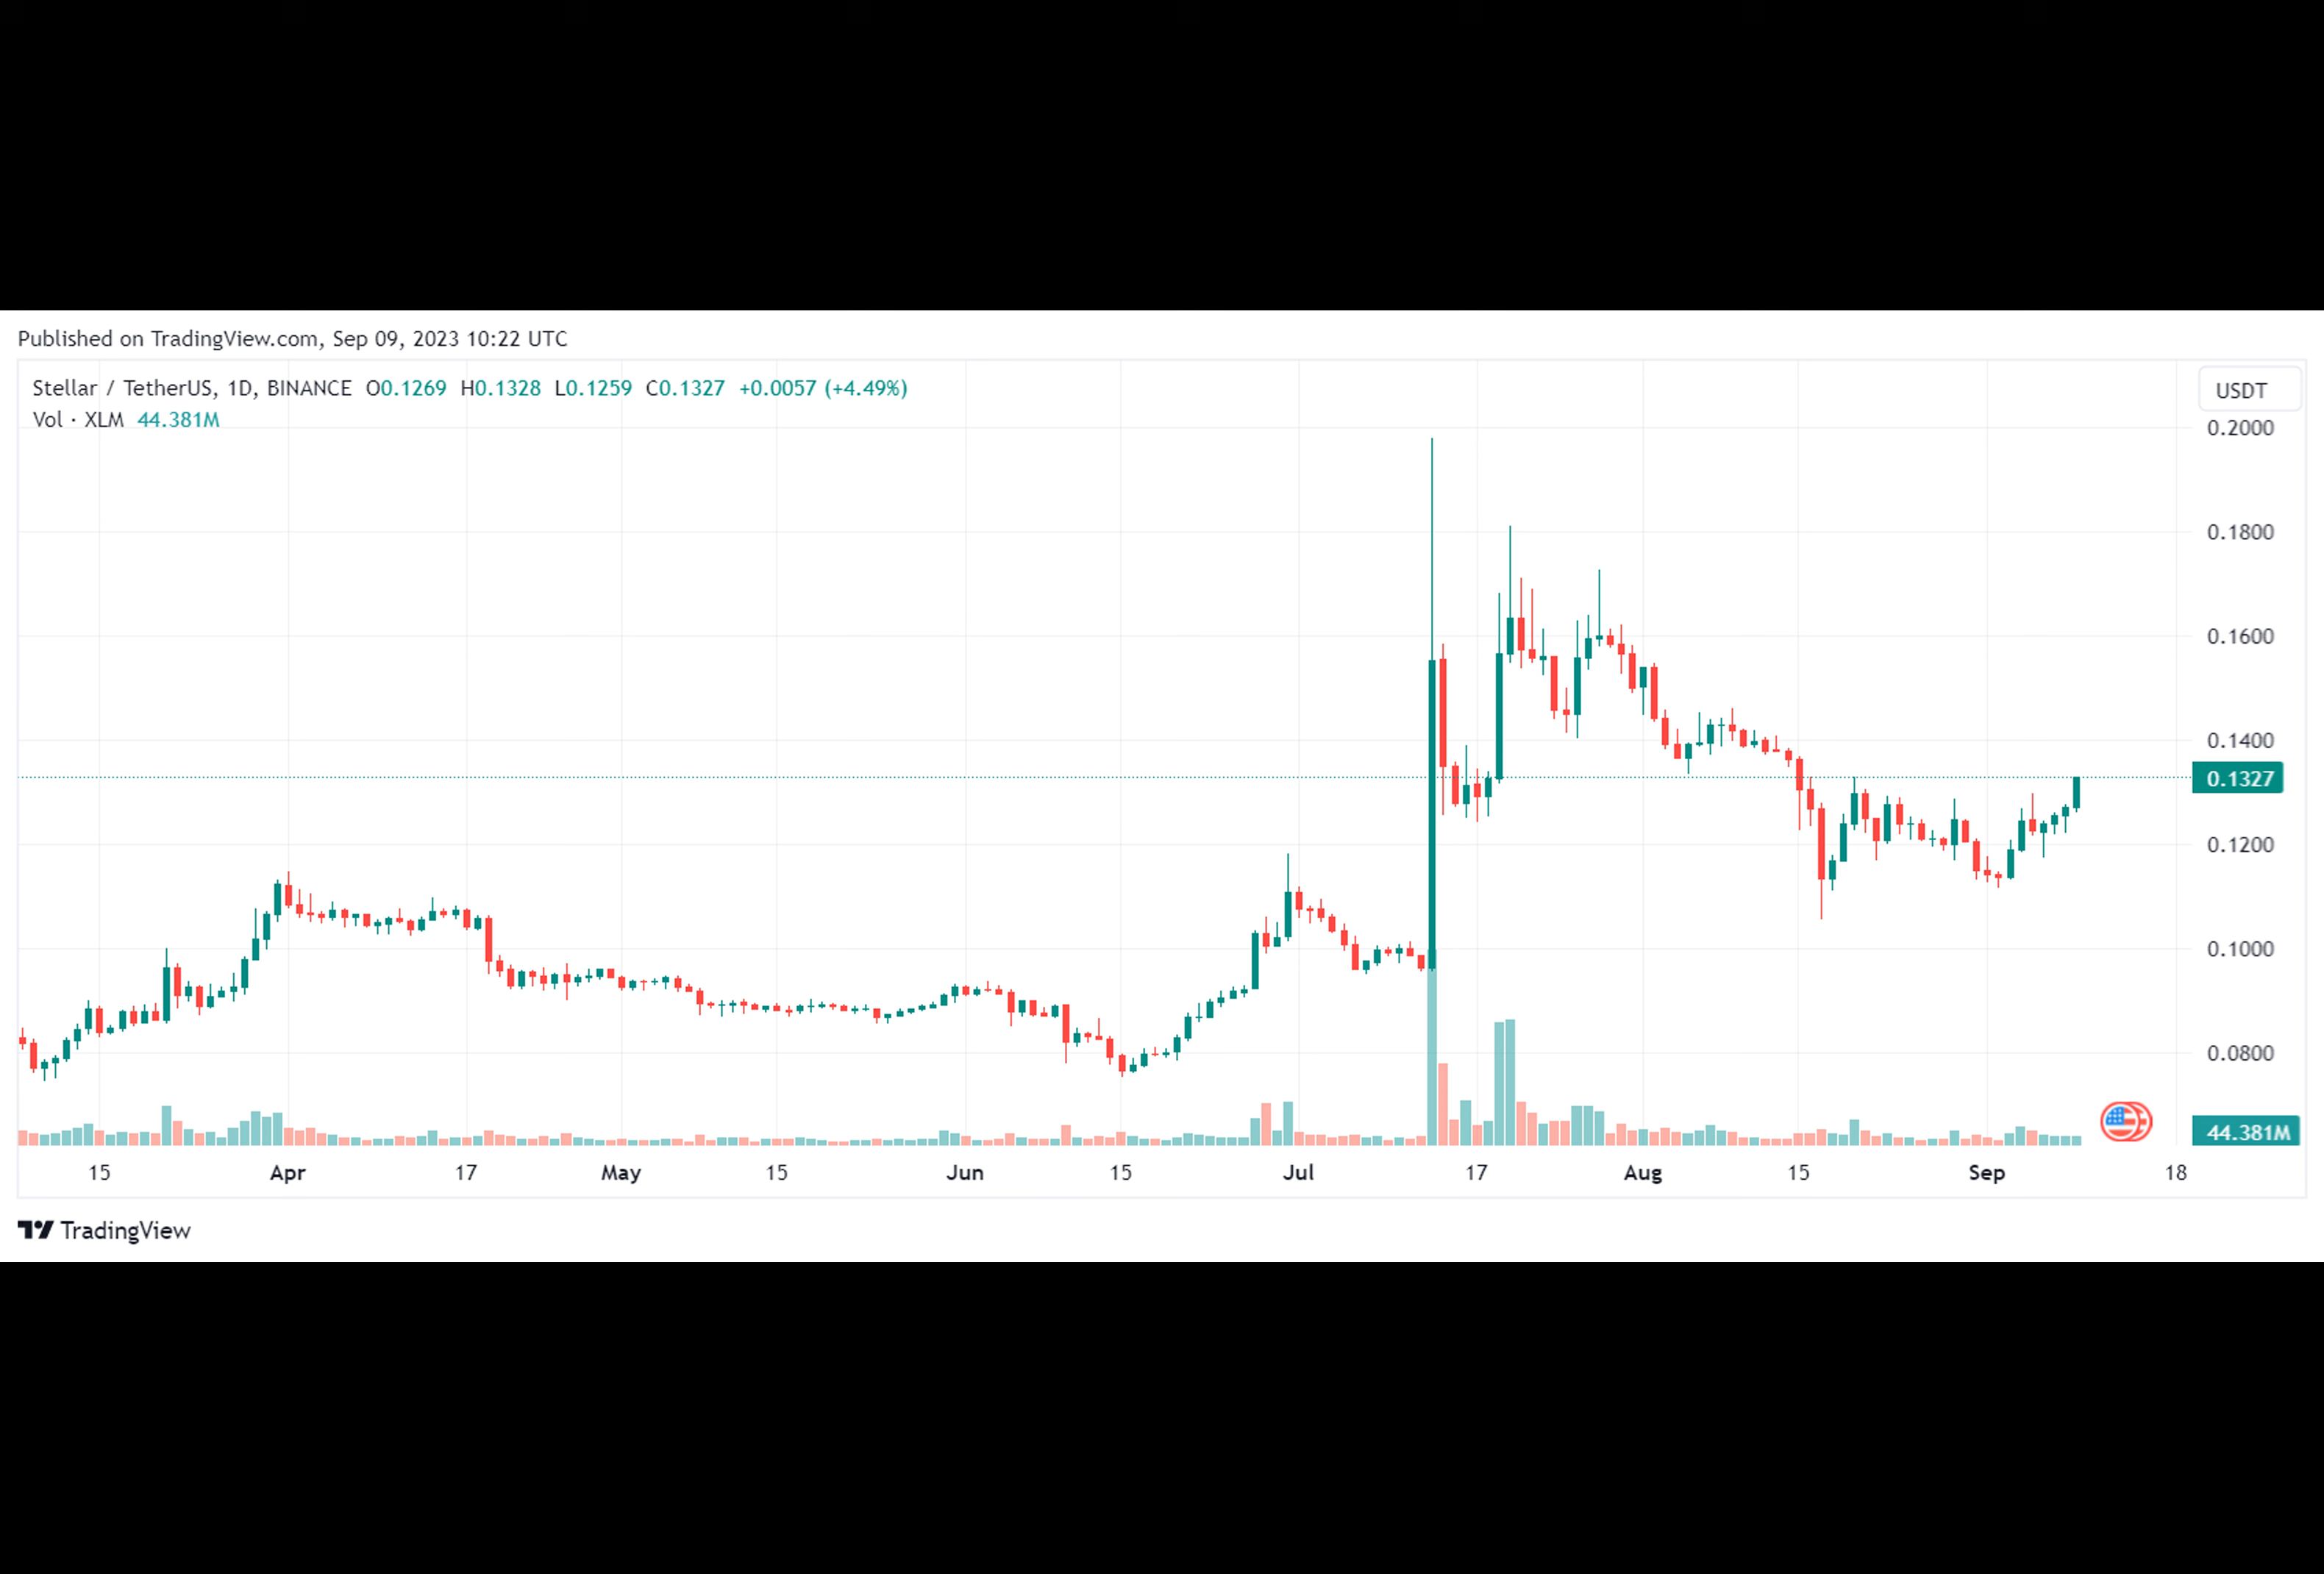 Published on TradingView.com, Sep 09, 2023 10:22 UTC
Stellar / TetherUS, 1D, BINANCE O0.1269 H0.1328 L0.1259 C0.1327 +0.0057 (+4.49%)
Vol · XLM 44.381M
USDT
0.2000
0.1800
0.1600
0.1400
0.1327
0.1200
0.1000
0.0800
44.381M
15 Apr 17 May 15 Jun 15 Jul 17 Aug 15 Sep 18
TradingView